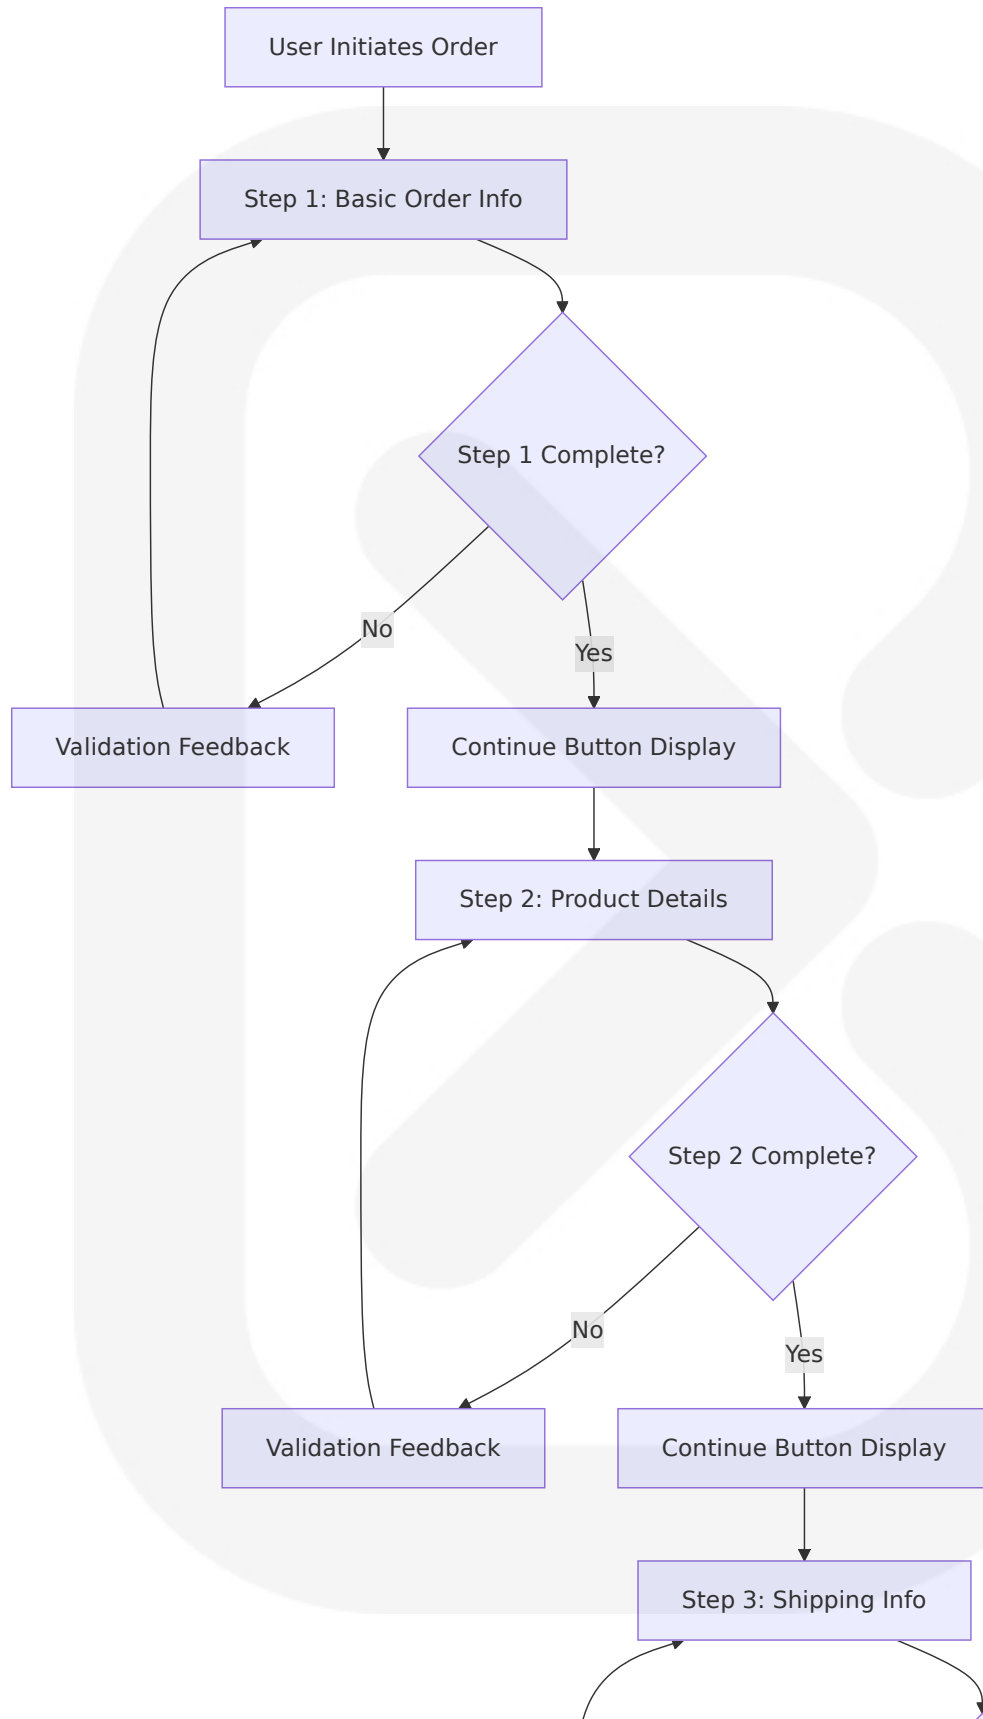 User Initiates Order
Step 1: Basic Order Info
Step 1 Complete?
No
Yes
Validation Feedback
Continue Button Display
Step 2: Product Details
Step 2 Complete?
No
Yes
Validation Feedback
Continue Button Display
Step 3: Shipping Info